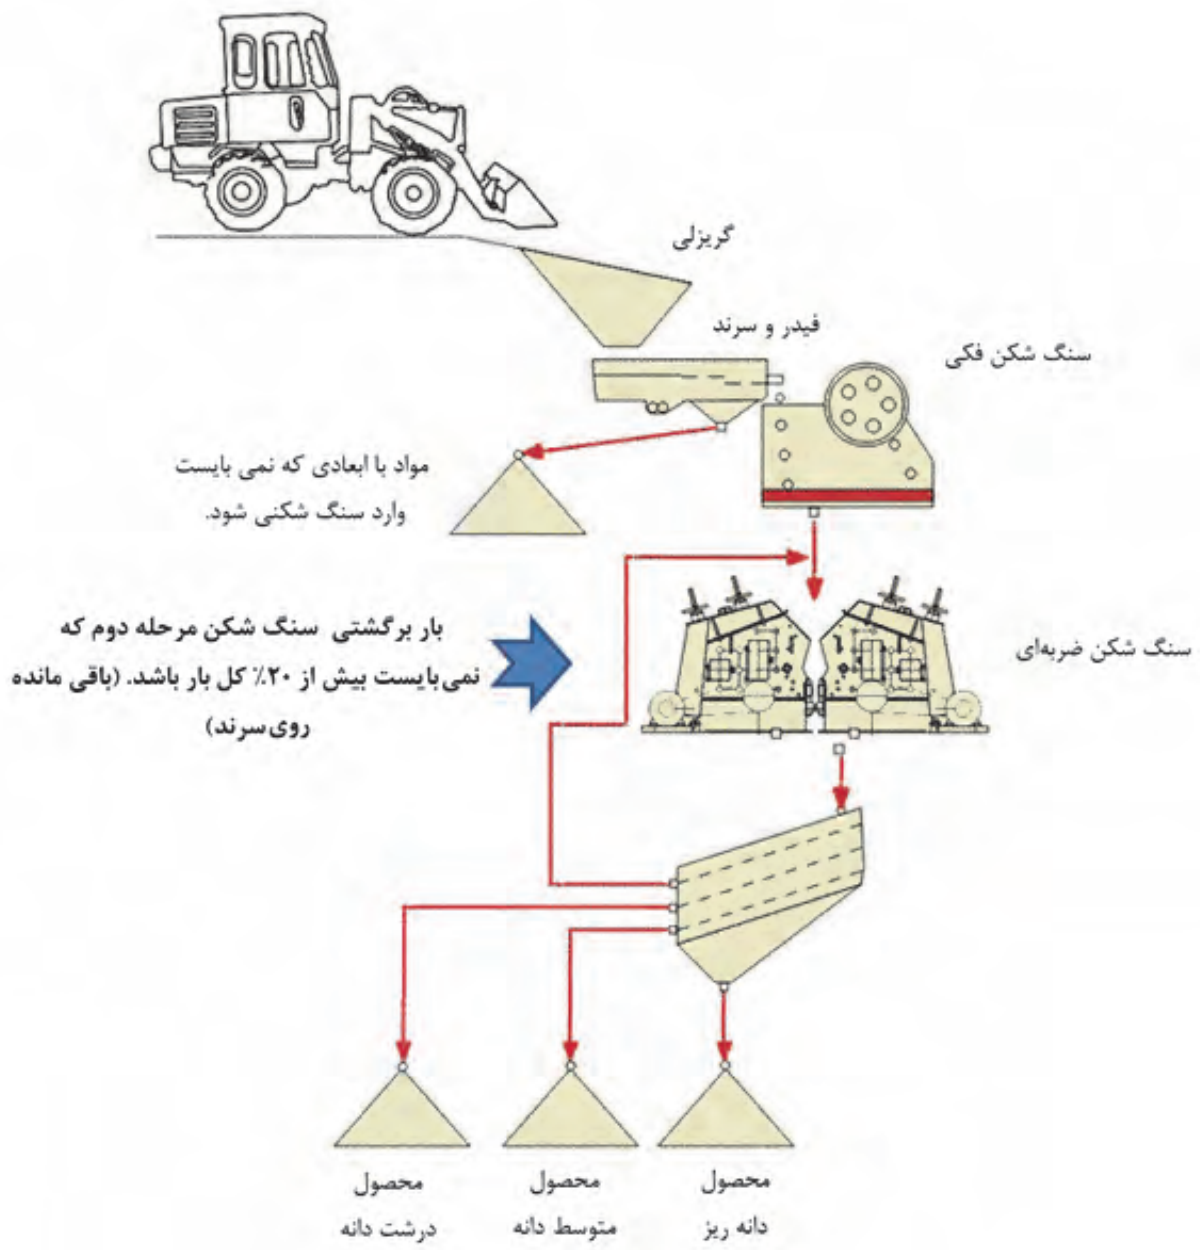 گریزلی
فیدر و سرند
سنگ شکن فکی
مواد با ابعادی که نمی بایست
وارد سنگ شکنی شود.
بار برگشتی سنگ شکن مرحله دوم که
نمی‌بایست بیش از ۲۰٪ کل بار باشد. (باقی مانده
روی‌سرند)
سنگ شکن ضربه‌ای
محصول
دانه ریز
محصول
متوسط دانه
محصول
درشت دانه